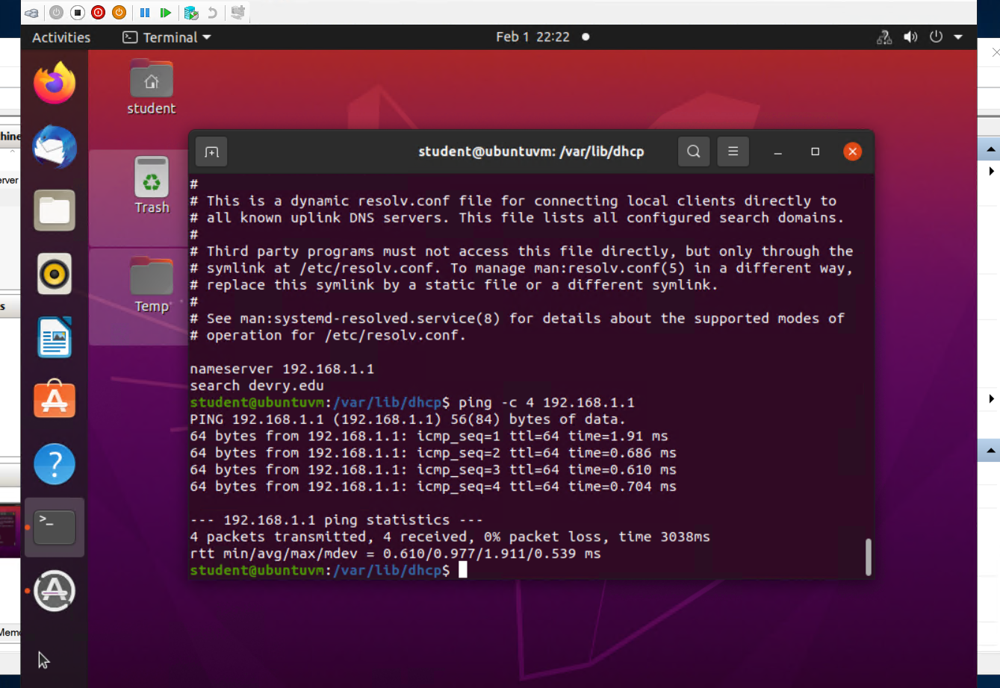 Activities
Terminal
Feb 1 22:22
student
hine
student@ubuntuvm: /var/lib/dhcp
erver
Trash
#
# This is a dynamic resolv.conf file for connecting local clients directly to
# all known uplink DNS servers. This file lists all configured search domains.
#
# Third party programs must not access this file directly, but only through the
# symlink at /etc/resolv.conf. To manage man:resolv.conf(5) in a different way,
# replace this symlink by a static file or a different symlink.
#
# See man:systemd-resolved.service(8) for details about the supported modes of
# operation for /etc/resolv.conf.
Temp
s
nameserver 192.168.1.1
search devry.edu
student@ubuntuvm:/var/lib/dhcp$ ping -c 4 192.168.1.1
PING 192.168.1.1 (192.168.1.1) 56(84) bytes of data.
64 bytes from 192.168.1.1: icmp_seq=1 ttl=64 time=1.91 ms
64 bytes from 192.168.1.1: icmp_seq=2 ttl=64 time=0.686 ms
64 bytes from 192.168.1.1: icmp_seq=3 ttl=64 time=0.610 ms
64 bytes from 192.168.1.1: icmp_seq=4 ttl=64 time=0.704 ms
--- 192.168.1.1 ping statistics ---
4 packets transmitted, 4 received, 0% packet loss, time 3038ms
rtt min/avg/max/mdev = 0.610/0.977/1.911/0.539 ms
student@ubuntuvm:/var/lib/dhcp$
Memo